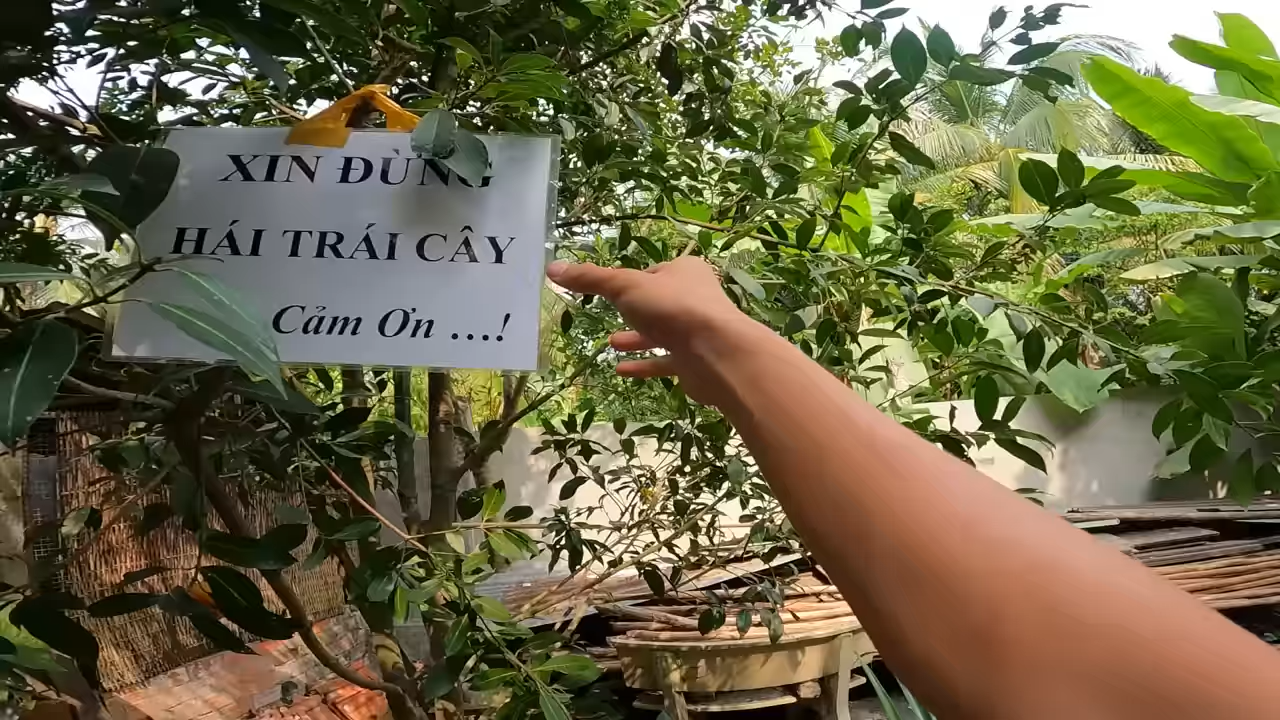 XIN ĐỪNG
HÁI TRÁI CÂY
Cảm Ơn ...!